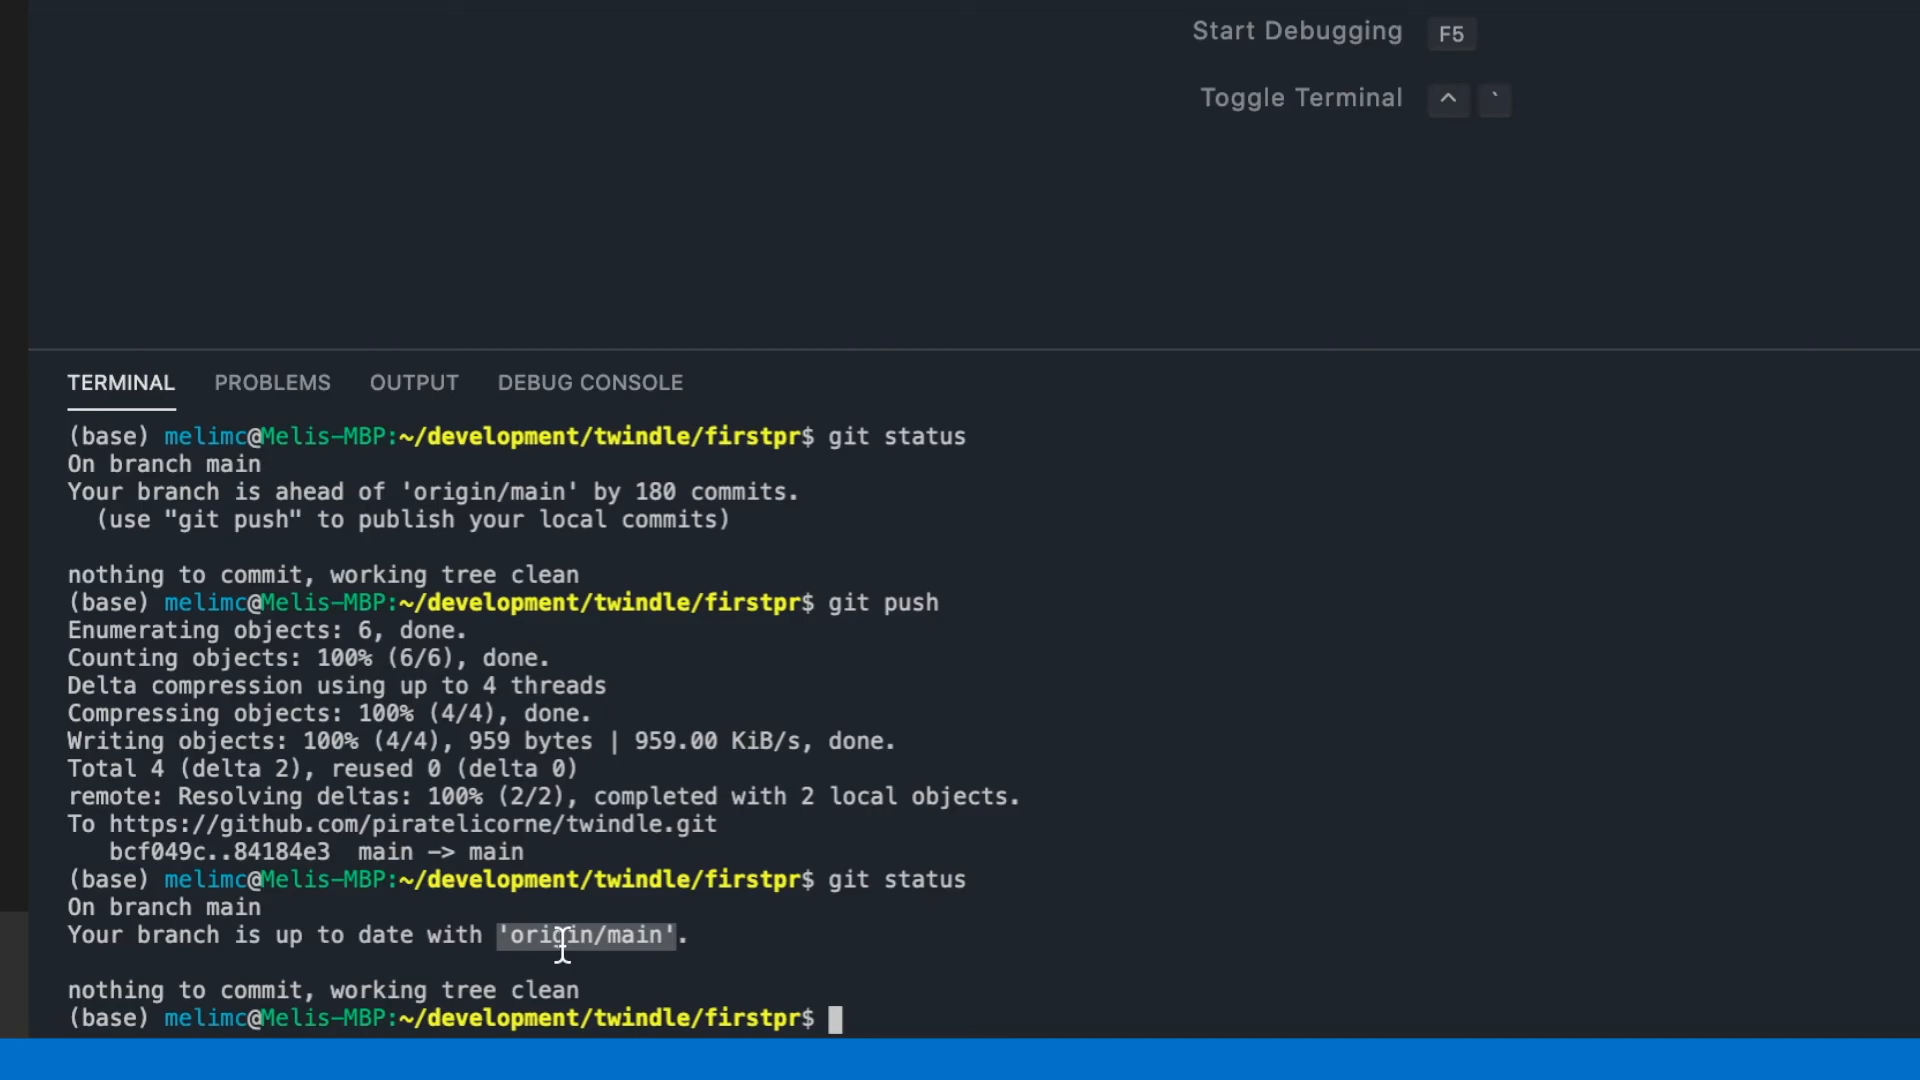 Start Debugging F5
Toggle Terminal ^ `
TERMINAL PROBLEMS OUTPUT DEBUG CONSOLE
(base) melimc@Melis-MBP:~/development/twindle/firstpr$ git status
On branch main
Your branch is ahead of 'origin/main' by 180 commits.
  (use "git push" to publish your local commits)
nothing to commit, working tree clean
(base) melimc@Melis-MBP:~/development/twindle/firstpr$ git push
Enumerating objects: 6, done.
Counting objects: 100% (6/6), done.
Delta compression using up to 4 threads
Compressing objects: 100% (4/4), done.
Writing objects: 100% (4/4), 959 bytes | 959.00 KiB/s, done.
Total 4 (delta 2), reused 0 (delta 0)
remote: Resolving deltas: 100% (2/2), completed with 2 local objects.
To https://github.com/piratelicorne/twindle.git
   bcf049c..84184e3  main -> main
(base) melimc@Melis-MBP:~/development/twindle/firstpr$ git status
On branch main
Your branch is up to date with 'origin/main'.
nothing to commit, working tree clean
(base) melimc@Melis-MBP:~/development/twindle/firstpr$